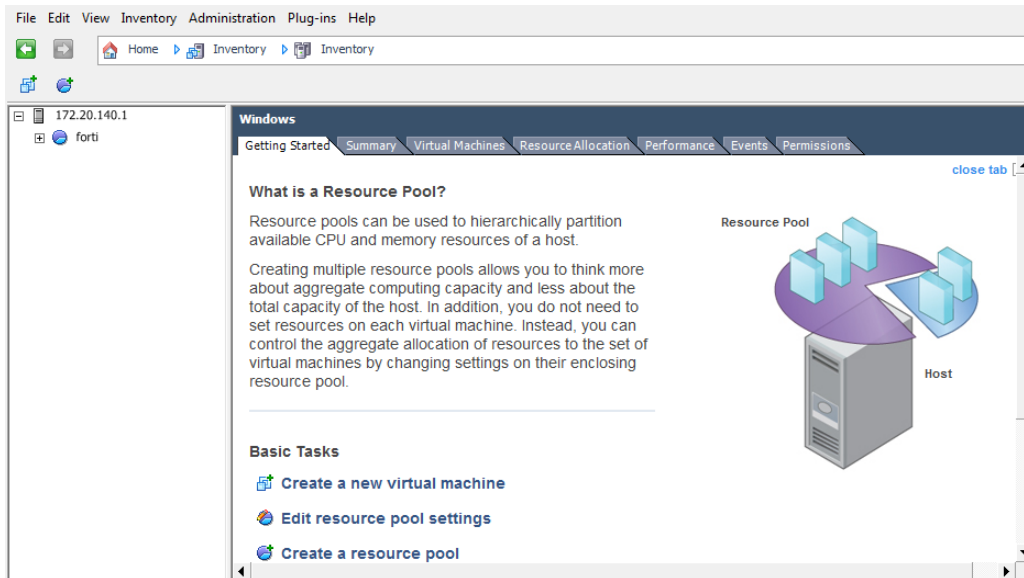 File Edit View Inventory Administration Plug-ins Help
Home Inventory Inventory
172.20.140.1
forti
Windows
Getting Started Summary Virtual Machines Resource Allocation Performance Events Permissions
close tab
What is a Resource Pool?
Resource pools can be used to hierarchically partition
available CPU and memory resources of a host.
Creating multiple resource pools allows you to think more
about aggregate computing capacity and less about the
total capacity of the host. In addition, you do not need to
set resources on each virtual machine. Instead, you can
control the aggregate allocation of resources to the set of
virtual machines by changing settings on their enclosing
resource pool.
Resource Pool
Host
Basic Tasks
Create a new virtual machine
Edit resource pool settings
Create a resource pool